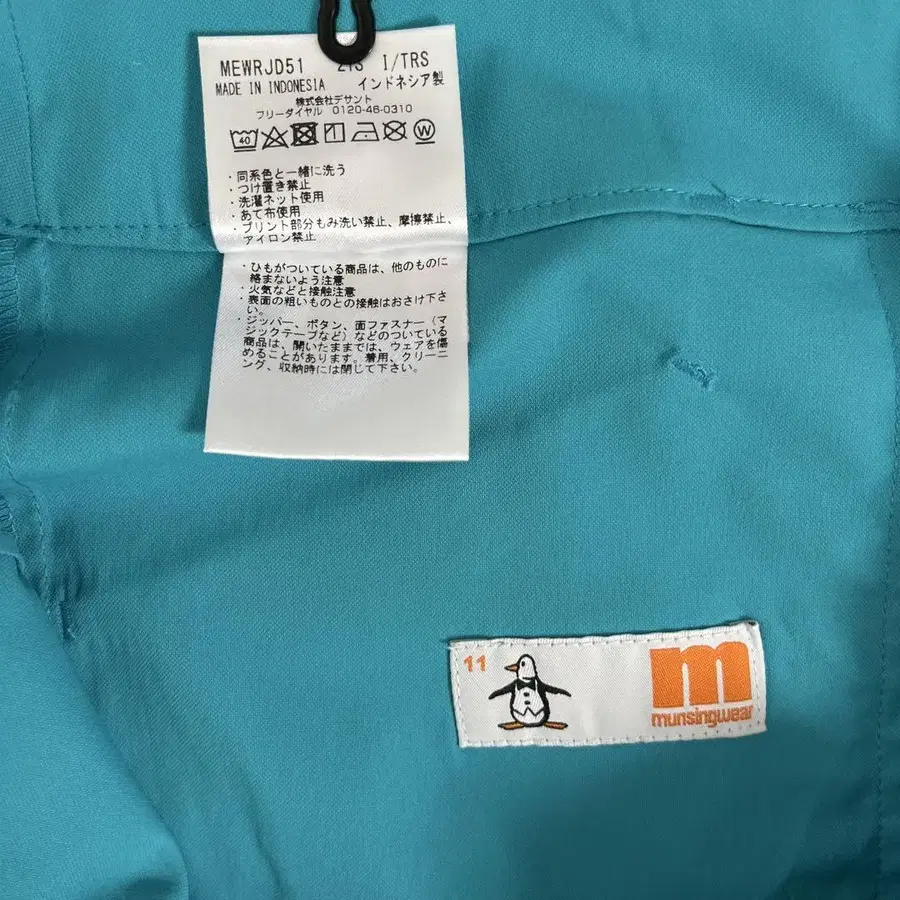 MEWRJD51 21S I/TRS
MADE IN INDONESIA インドネシア製
株式会社デサント
フリーダイヤル 0120-46-0310
40 W
・同系色と一緒に洗う
・つけ置き禁止
・洗濯ネット使用
・あて布使用
・プリント部分もみ洗い禁止、摩擦禁止、
アイロン禁止
・ひもがついている商品は、他のものに
絡まないよう注意
・火気などと接触注意
・表面の粗いものとの接触はおさけ下さ
い。
・ジッパー、ボタン、面ファスナー（マ
ジックテープなど）などのついている
商品は、開いたままでは、ウェアを傷
めることがあります。着用、クリーニ
ング、収納時には閉じて下さい。
11
m
munsingwear